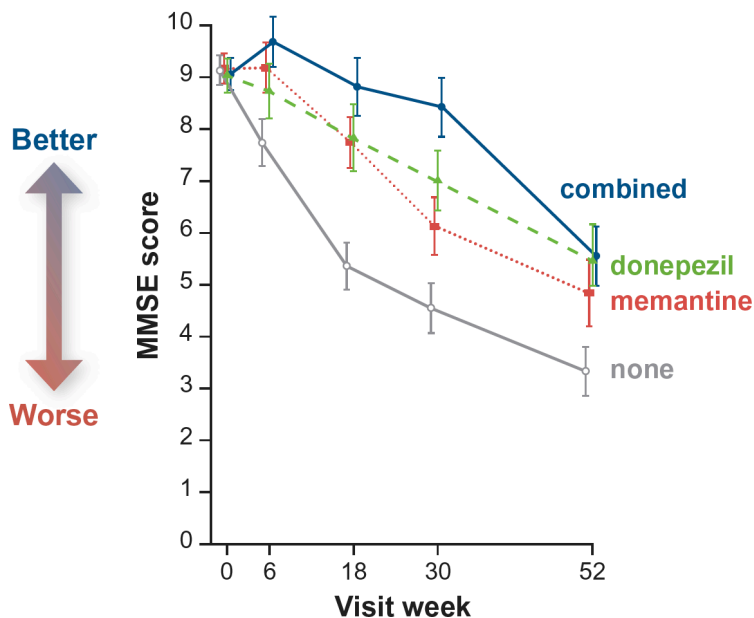 10
9
8
7
6
5
4
3
2
1
0
MMSE score
Better
Worse
combined
donepezil
memantine
none
0 6 18 30 52
Visit week